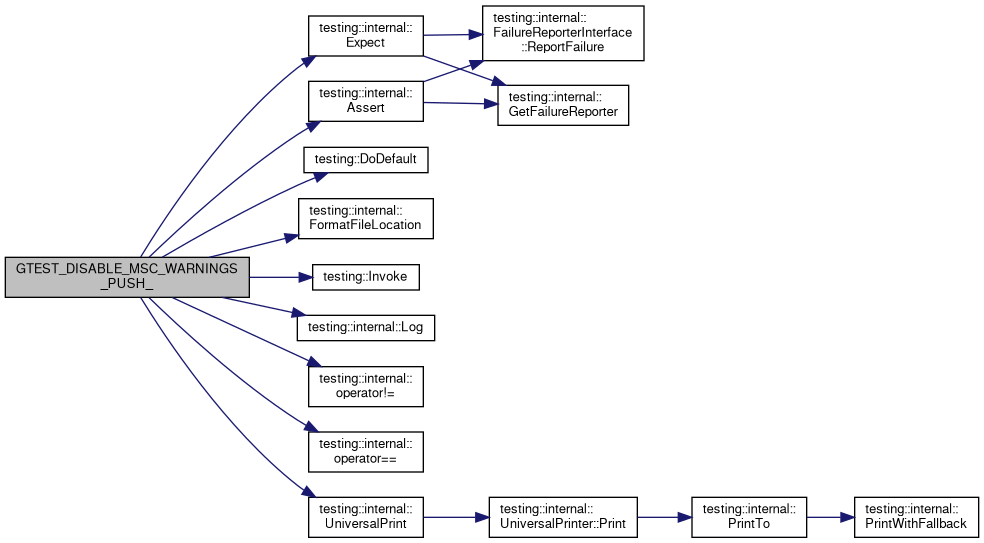 GTEST_DISABLE_MSC_WARNINGS
_PUSH_
testing::internal::
Expect
testing::internal::
FailureReporterInterface
::ReportFailure
testing::internal::
GetFailureReporter
testing::internal::
Assert
testing::DoDefault
testing::internal::
FormatFileLocation
testing::Invoke
testing::internal::Log
testing::internal::
operator!=
testing::internal::
operator==
testing::internal::
UniversalPrint
testing::internal::
UniversalPrinter::Print
testing::internal::
PrintTo
testing::internal::
PrintWithFallback